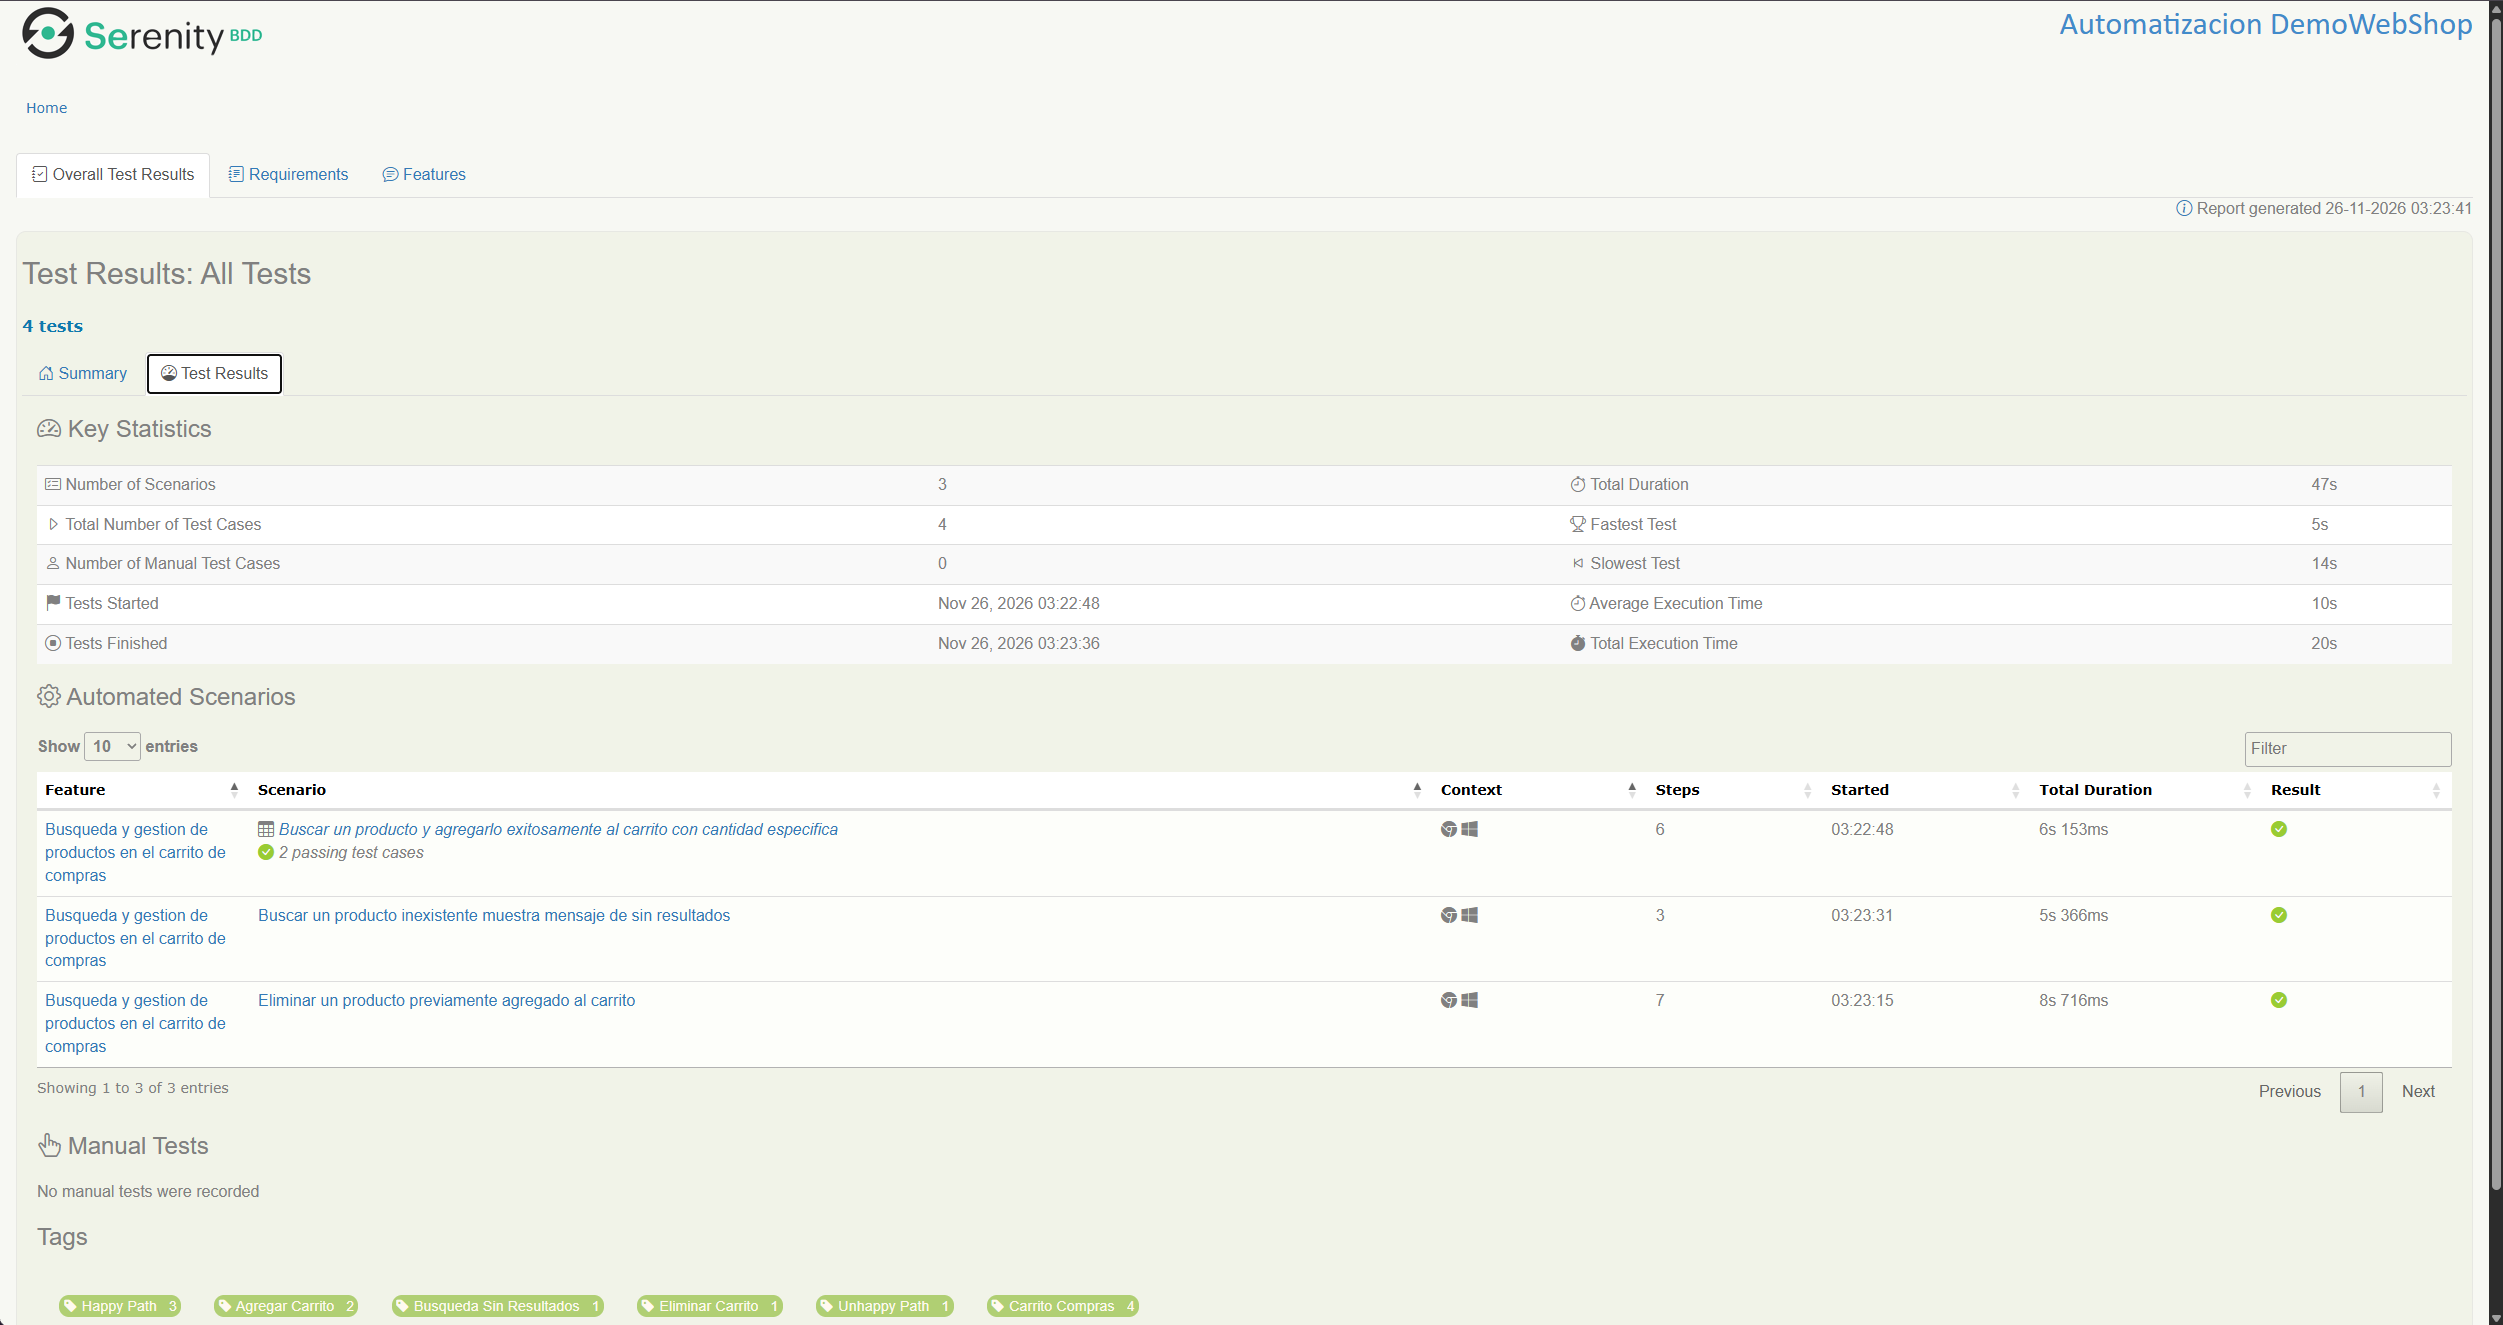 Serenity BDD
Automatizacion DemoWebShop
Home
Overall Test Results
Requirements
Features
Report generated 26-11-2026 03:23:41
Test Results: All Tests
4 tests
Summary
Test Results
Key Statistics
Number of Scenarios 3 Total Duration 47s
Total Number of Test Cases 4 Fastest Test 5s
Number of Manual Test Cases 0 Slowest Test 14s
Tests Started Nov 26, 2026 03:22:48 Average Execution Time 10s
Tests Finished Nov 26, 2026 03:23:36 Total Execution Time 20s
Automated Scenarios
Show 10 entries
Filter
Feature Scenario Context Steps Started Total Duration Result
Busqueda y gestion de Buscar un producto y agregarlo exitosamente al carrito con cantidad especifica 6 03:22:48 6s 153ms
productos en el carrito de 2 passing test cases
compras
Busqueda y gestion de Buscar un producto inexistente muestra mensaje de sin resultados 3 03:23:31 5s 366ms
productos en el carrito de
compras
Busqueda y gestion de Eliminar un producto previamente agregado al carrito 7 03:23:15 8s 716ms
productos en el carrito de
compras
Showing 1 to 3 of 3 entries
Previous 1 Next
Manual Tests
No manual tests were recorded
Tags
Happy Path 3 Agregar Carrito 2 Busqueda Sin Resultados 1 Eliminar Carrito 1 Unhappy Path 1 Carrito Compras 4